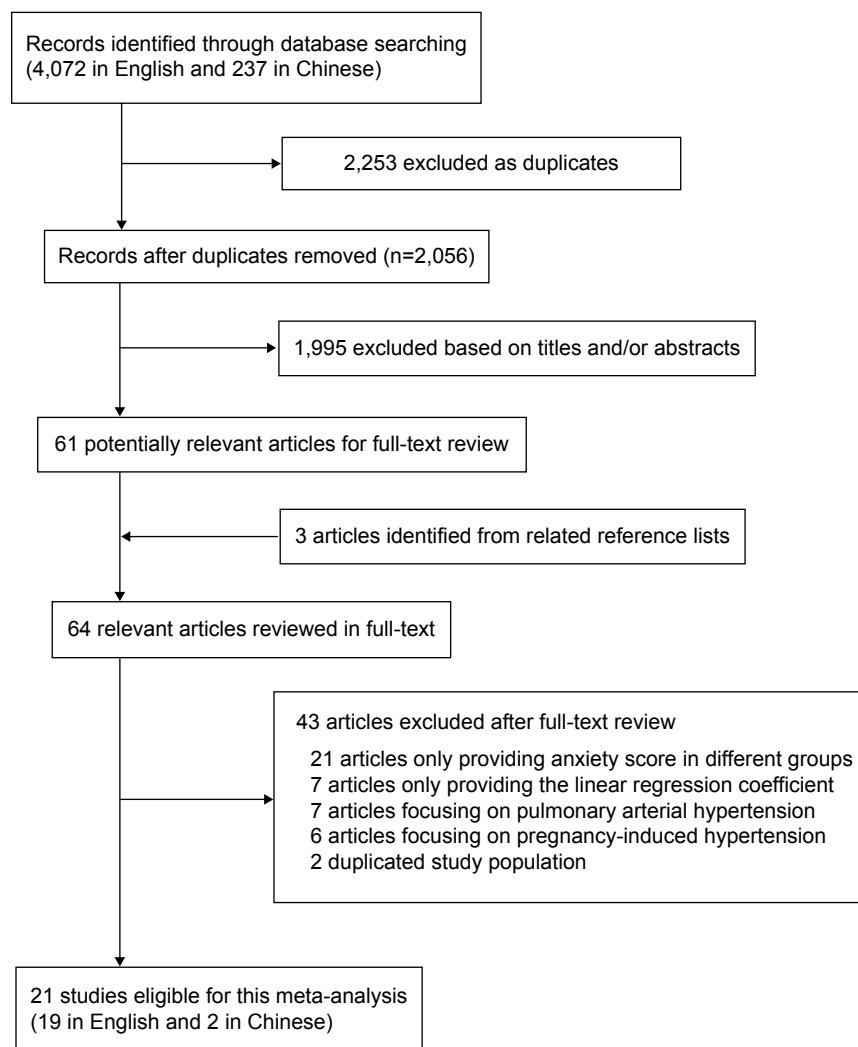 Records identified through database searching
(4,072 in English and 237 in Chinese)
2,253 excluded as duplicates
Records after duplicates removed (n=2,056)
1,995 excluded based on titles and/or abstracts
61 potentially relevant articles for full-text review
3 articles identified from related reference lists
64 relevant articles reviewed in full-text
43 articles excluded after full-text review
21 articles only providing anxiety score in different groups
7 articles only providing the linear regression coefficient
7 articles focusing on pulmonary arterial hypertension
6 articles focusing on pregnancy-induced hypertension
2 duplicated study population
21 studies eligible for this meta-analysis
(19 in English and 2 in Chinese)